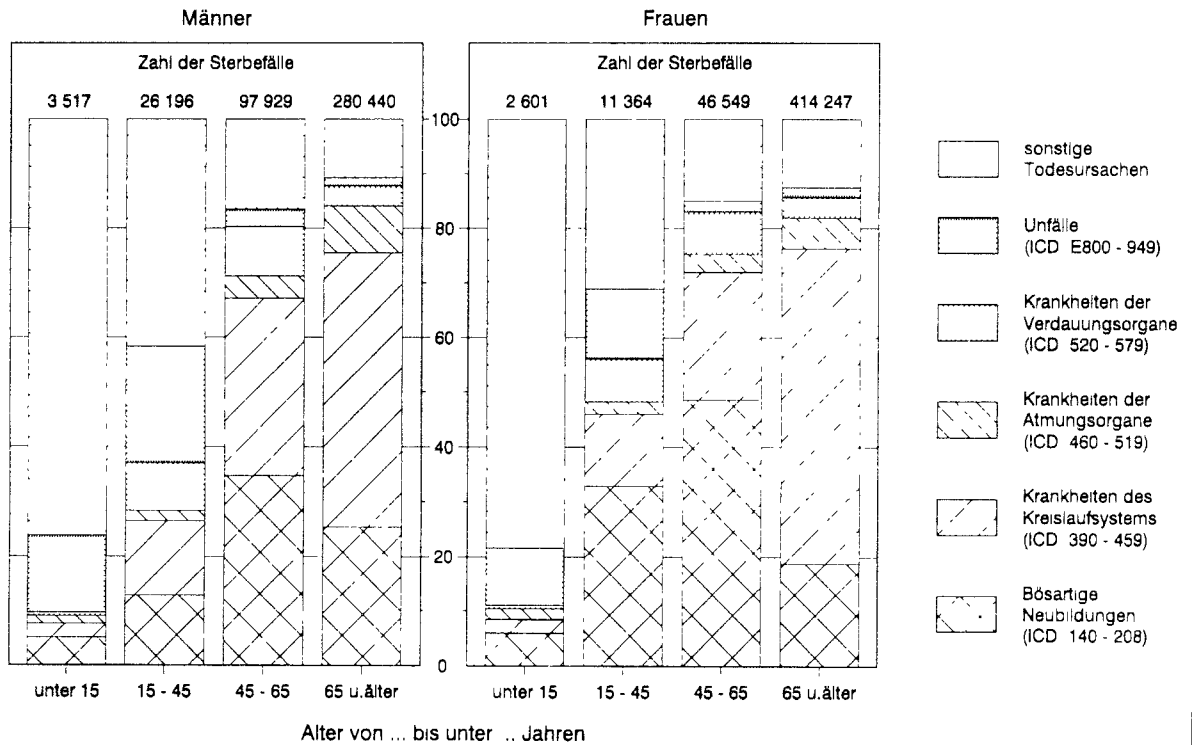 Männer
Frauen
Zahl der Sterbefälle
Zahl der Sterbefälle
3 517 26 196 97 929 280 440
2 601 11 364 46 549 414 247
100
80
60
40
20
0
unter 15 15 - 45 45 - 65 65 u.älter
unter 15 15 - 45 45 - 65 65 u.älter
Alter von ... bis unter .. Jahren
sonstige
Todesursachen
Unfälle
(ICD E800 - 949)
Krankheiten der
Verdauungsorgane
(ICD 520 - 579)
Krankheiten der
Atmungsorgane
(ICD 460 - 519)
Krankheiten des
Kreislaufsystems
(ICD 390 - 459)
Bösartige
Neubildungen
(ICD 140 - 208)